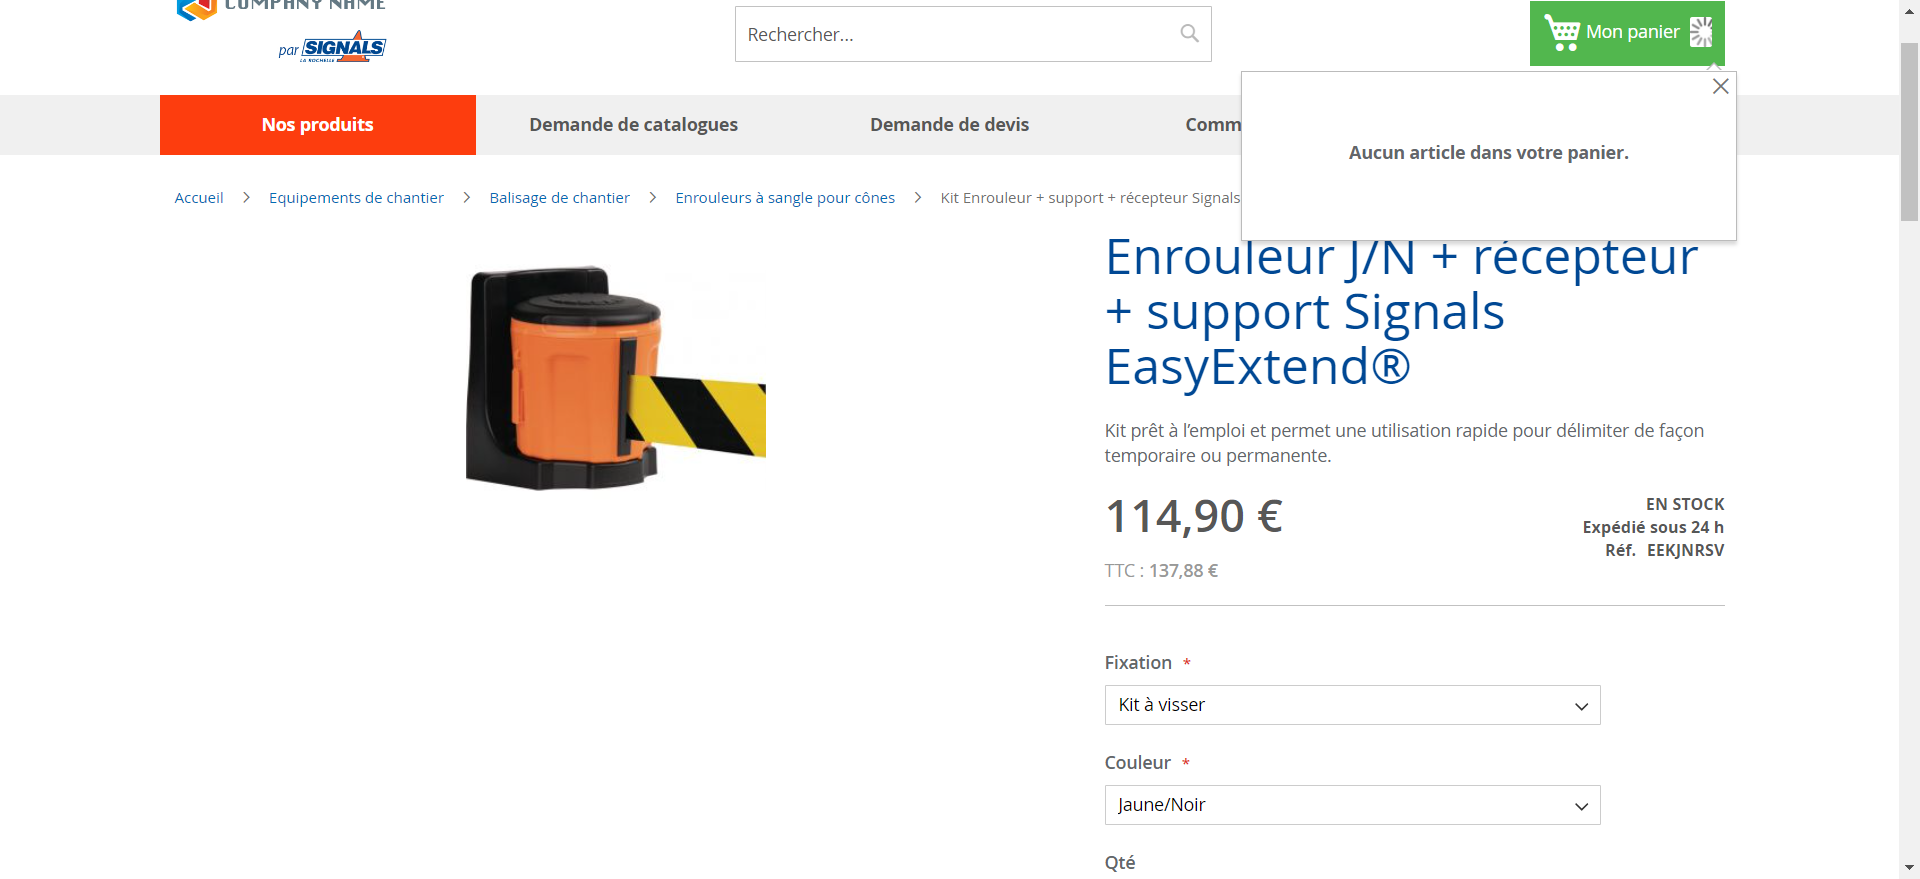 COMPANY NAME
par SIGNALS
LA ROCHELLE
Rechercher...
Mon panier
Nos produits
Demande de catalogues
Demande de devis
Comm
Aucun article dans votre panier.
Accueil
Equipements de chantier
Balisage de chantier
Enrouleurs à sangle pour cônes
Kit Enrouleur + support + récepteur Signals
Enrouleur J/N + récepteur
+ support Signals
EasyExtend®
Kit prêt à l’emploi et permet une utilisation rapide pour délimiter de façon
temporaire ou permanente.
114,90 €
TTC : 137,88 €
EN STOCK
Expédié sous 24 h
Réf. EEKJNRSV
Fixation *
Kit à visser
Couleur *
Jaune/Noir
Qté